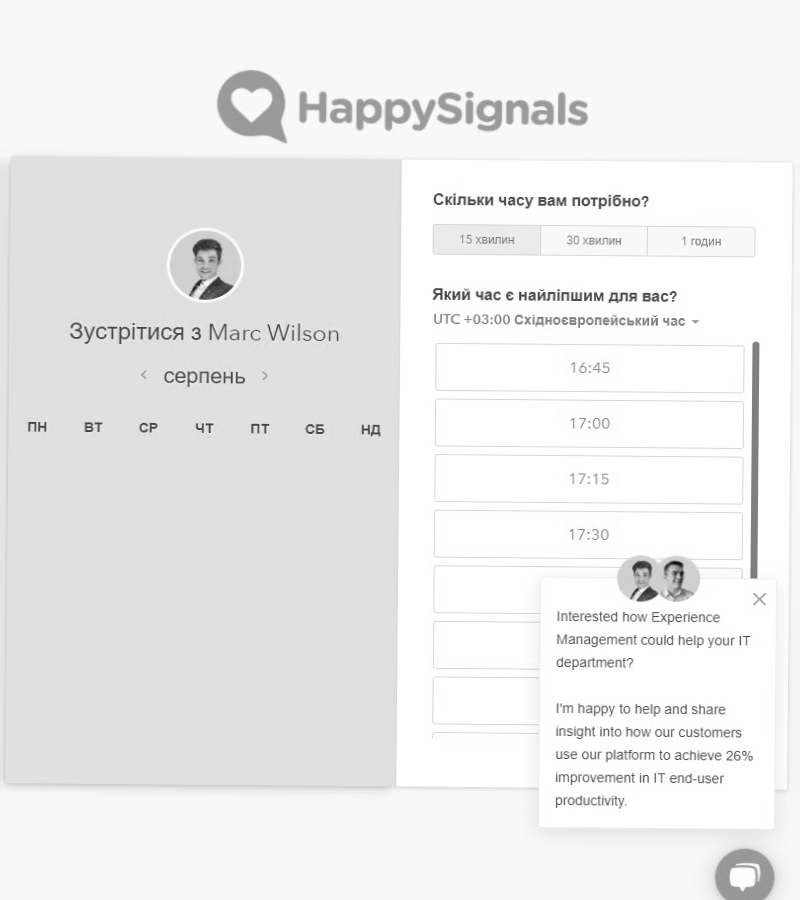 HappySignals
Зустрітися з Marc Wilson
серпень
ПН ВТ СР ЧТ ПТ СБ НД
Скільки часу вам потрібно?
15 хвилин 30 хвилин 1 годин
Який час є найліпшим для вас?
UTC +03:00 Східноєвропейський час
16:45
17:00
17:15
17:30
Interested how Experience
Management could help your IT
department?
I'm happy to help and share
insight into how our customers
use our platform to achieve 26%
improvement in IT end-user
productivity.